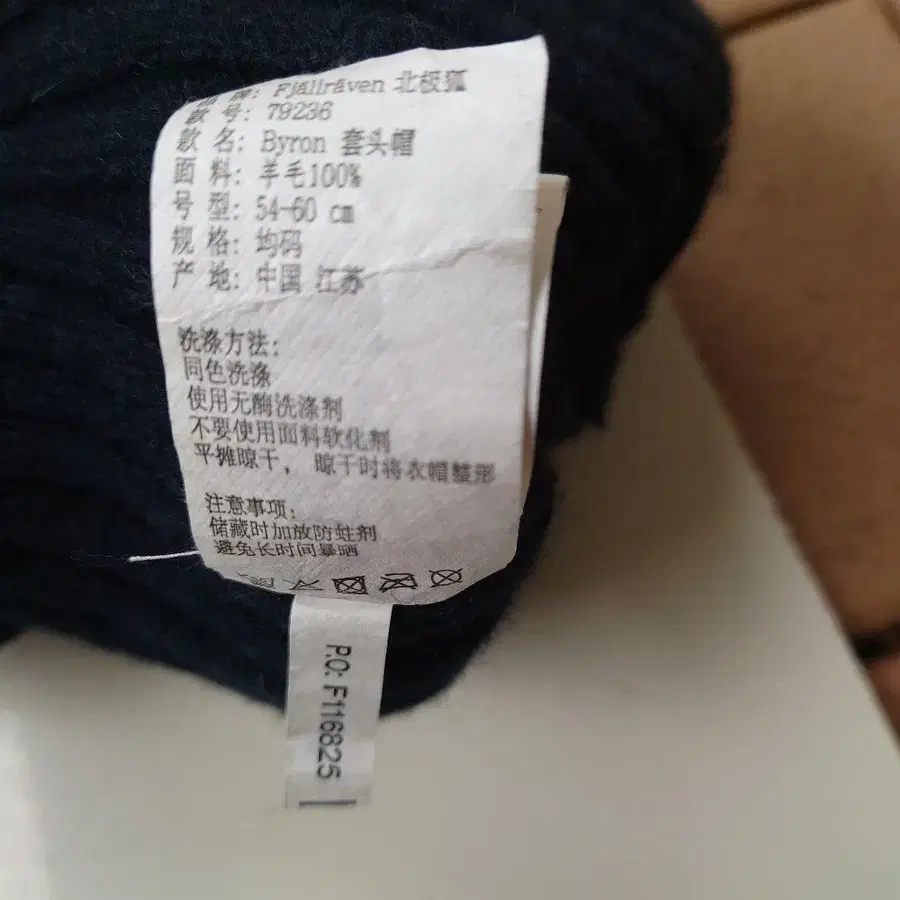 品 牌: Fjällräven 北极狐
款 号: 79236
款 名: Byron 套头帽
面 料: 羊毛100%
号 型: 54-60 cm
规 格: 均码
产 地: 中国 江苏
洗涤方法:
同色洗涤
使用无酶洗涤剂
不要使用面料软化剂
平摊晾干， 晾干时将衣帽整形
注意事项:
储藏时加放防蛀剂
避免长时间暴晒
P.O: F116825